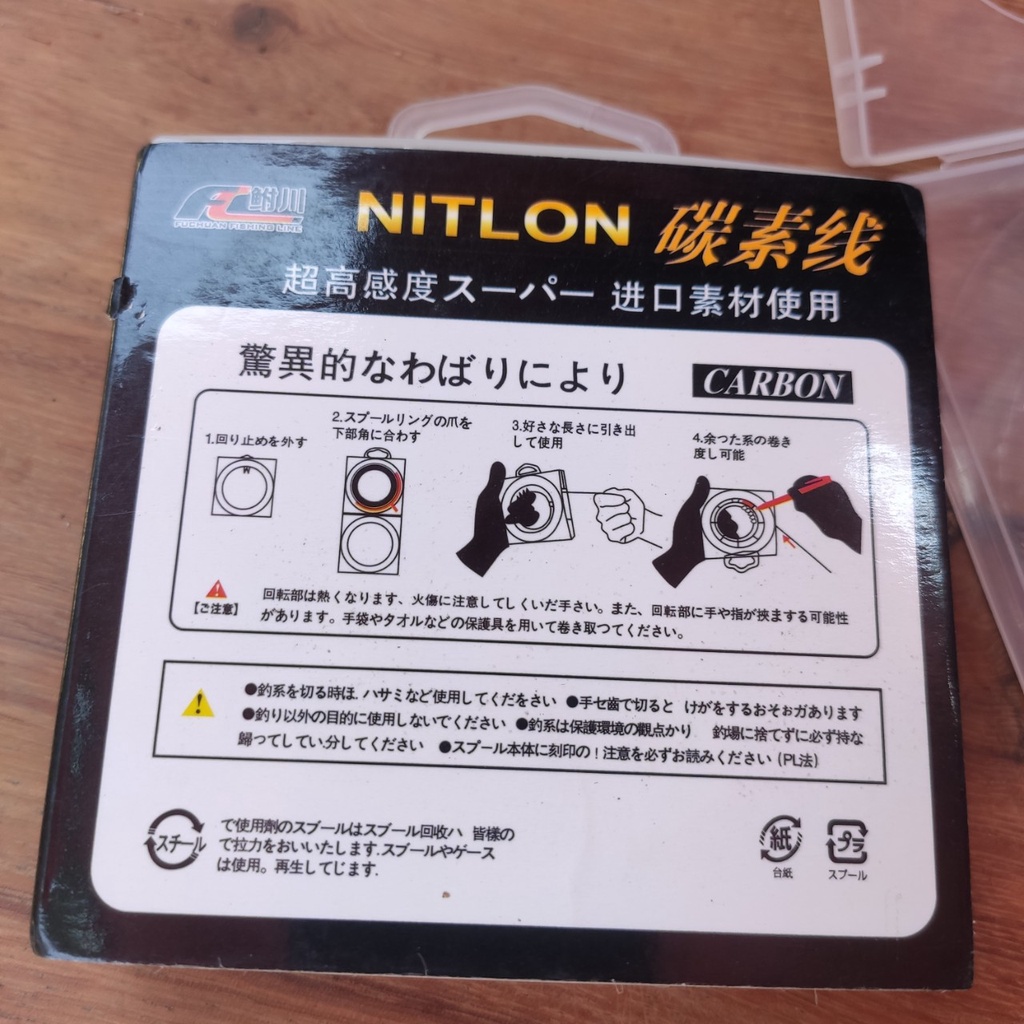 鲋川
FUCHUAN FISHING LINE
NITLON 碳素线
超高感度スーパー 进口素材使用
驚異的なわばりにより
CARBON
1.回り止めを外す
2.スプールリングの爪を
下部角に合わす
3.好さな長さに引き出
して使用
4.余つた系の巻き
度し可能
【ご注意】
回転部は熱くなります、火傷に注意してしくいだ手さい。また、回転部に手や指が挟まする可能性
があります。手袋やタオルなどの保護具を用いて巻き取つてください。
●釣系を切る時ほ、ハサミなど使用してくだをさい ●手セ歯で切ると けがをするおそぉガあります
●釣り以外の目的に使用しないでください ●釣系は保護環境の觀点かり 釣場に捨てずに必ず持な
歸つてしてい分してください ●スプール本体に刻印の！注意を必ずお読みください (PL法)
スチール
で使用劑のスプールはスプール回收ハ 皆様の
で拉力をおいいたします.スプールやゲース
は使用。再生してじます.
紙
台紙
プラ
スプール